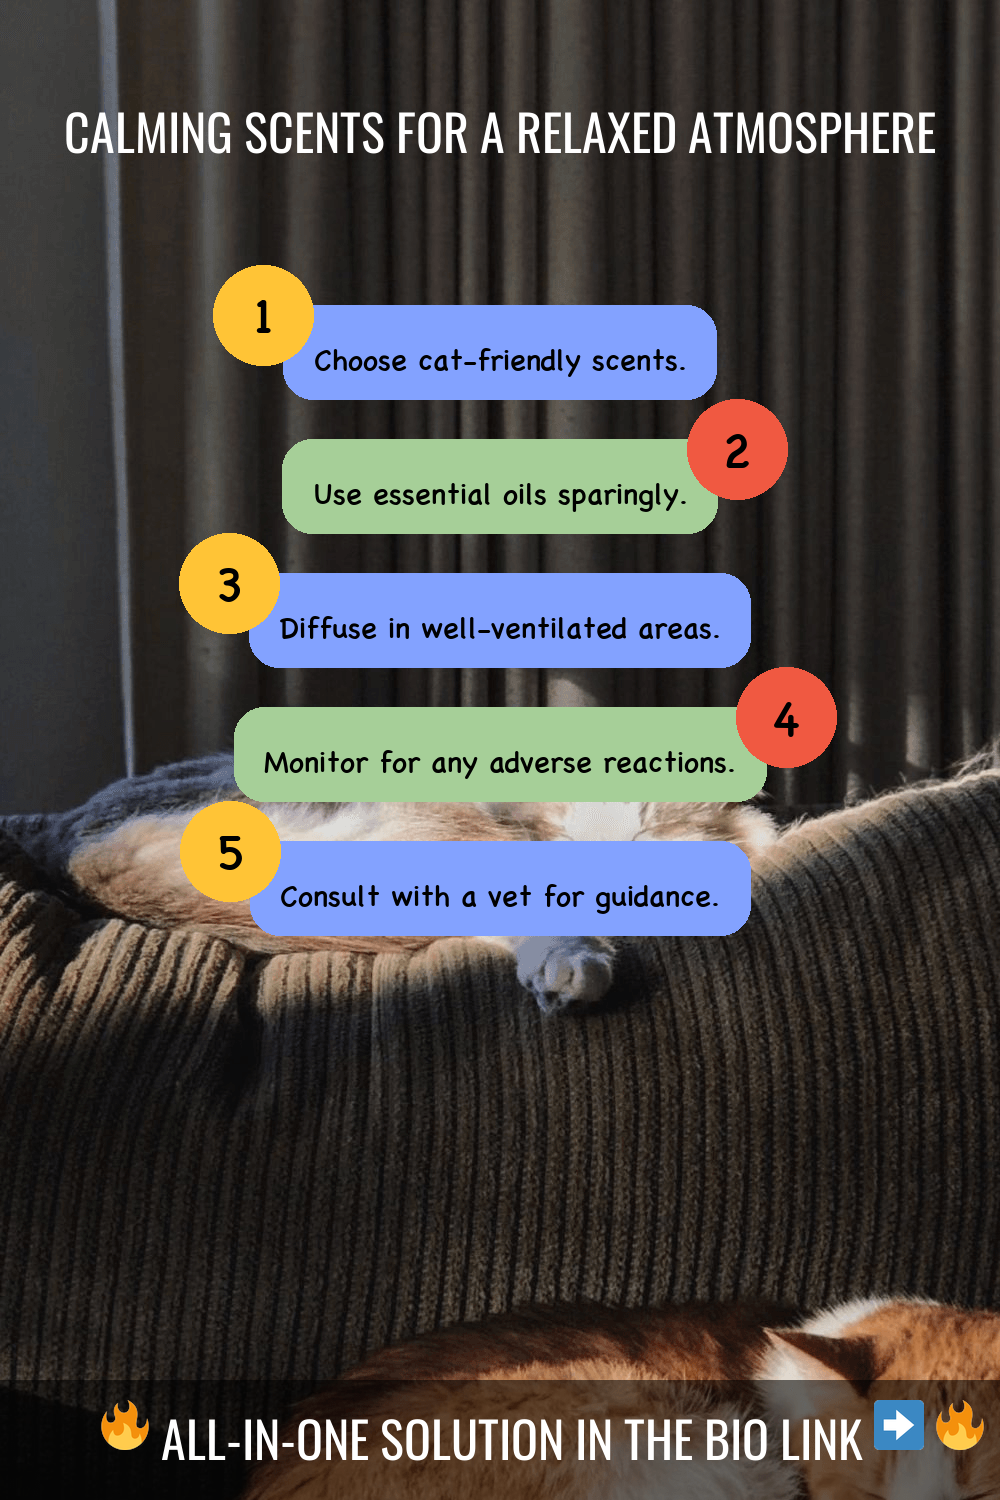 CALMING SCENTS FOR A RELAXED ATMOSPHERE
1
Choose cat-friendly scents.
2
Use essential oils sparingly.
3
Diffuse in well-ventilated areas.
4
Monitor for any adverse reactions.
5
Consult with a vet for guidance.
🔥 ALL-IN-ONE SOLUTION IN THE BIO LINK ➡️ 🔥